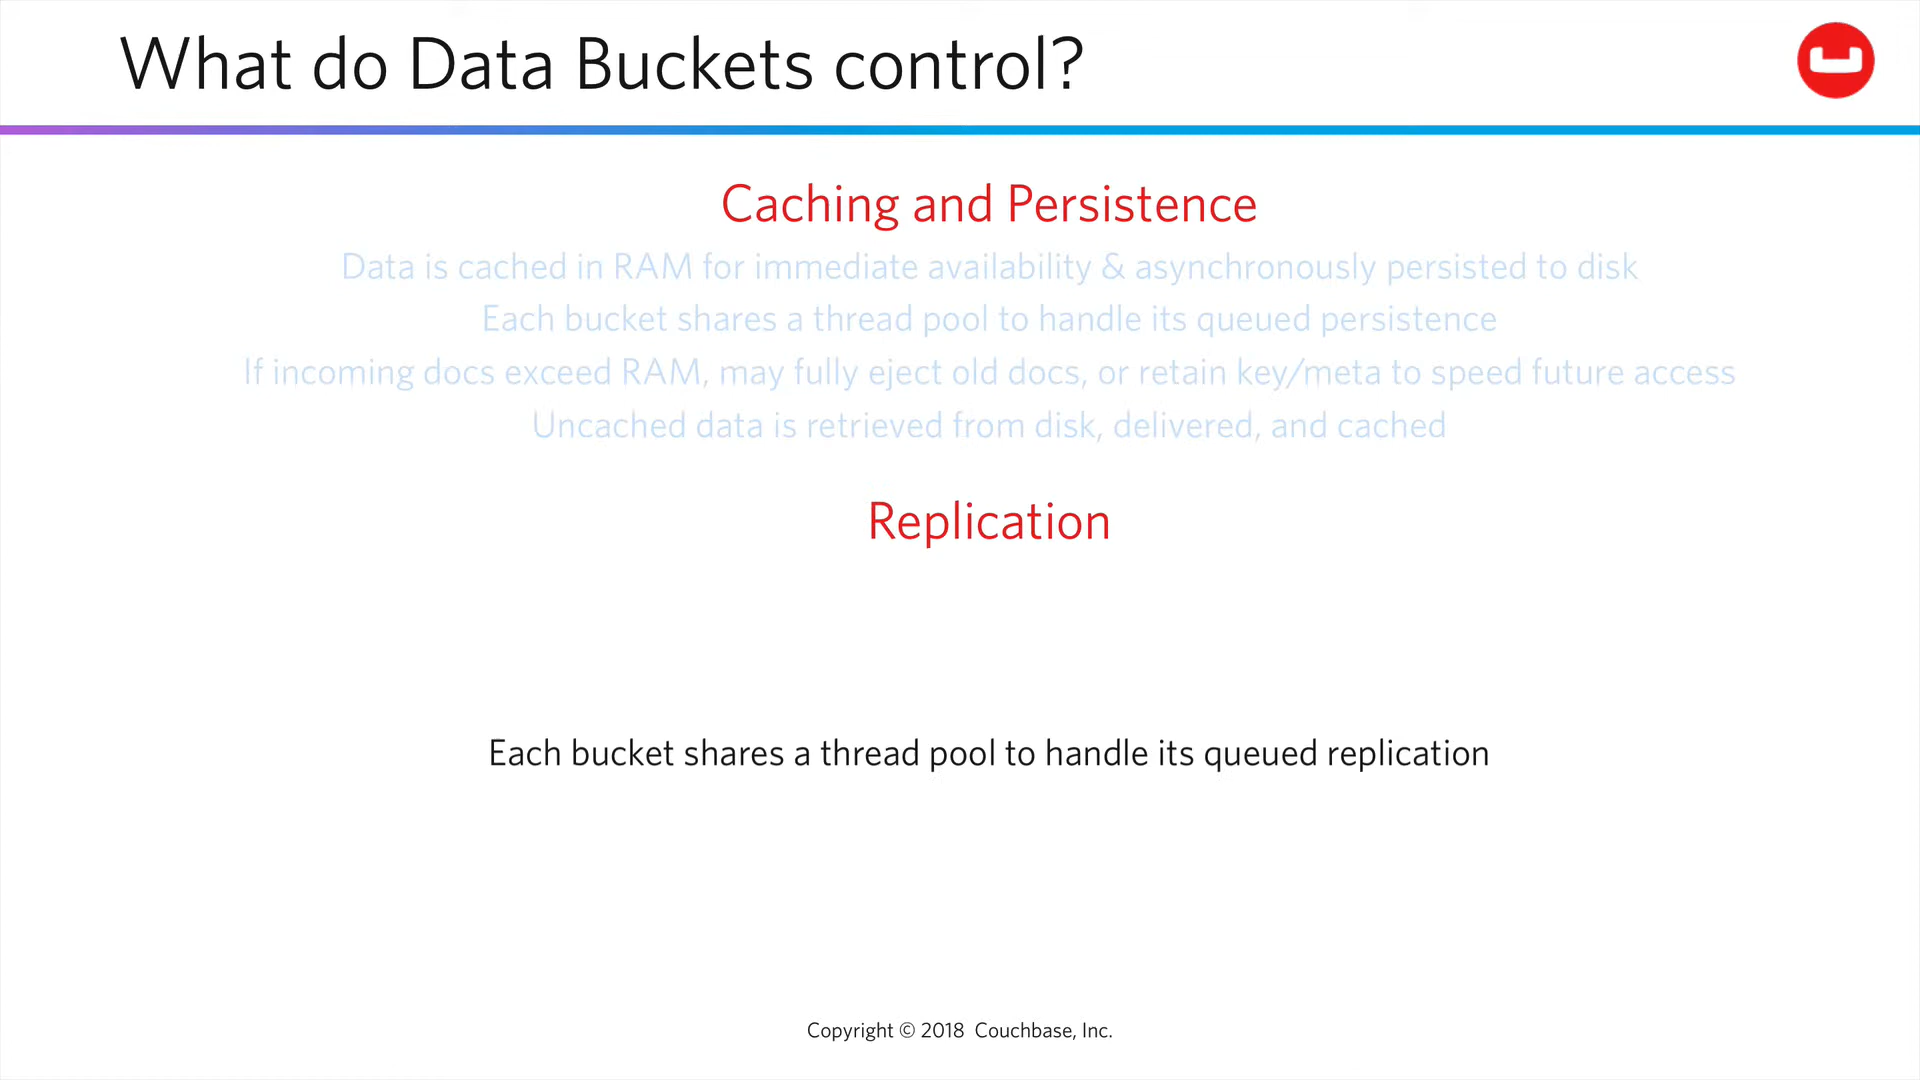 What do Data Buckets control?
Caching and Persistence
Data is cached in RAM for immediate availability & asynchronously persisted to disk
Each bucket shares a thread pool to handle its queued persistence
If incoming docs exceed RAM, may fully eject old docs, or retain key/meta to speed future access
Uncached data is retrieved from disk, delivered, and cached
Replication
Each bucket shares a thread pool to handle its queued replication
Copyright © 2018 Couchbase, Inc.